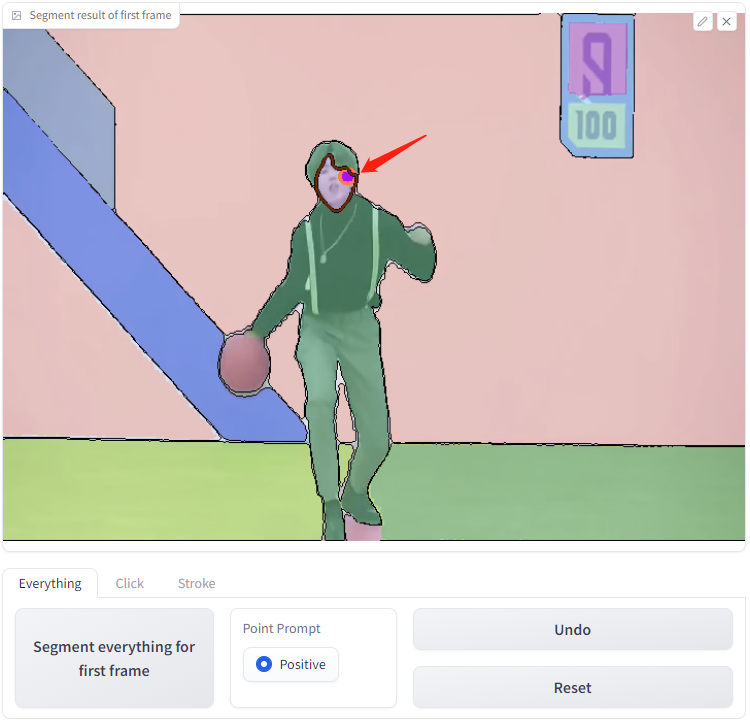 Segment result of first frame
100
Everything
Click
Stroke
Segment everything for
first frame
Point Prompt
Positive
Undo
Reset